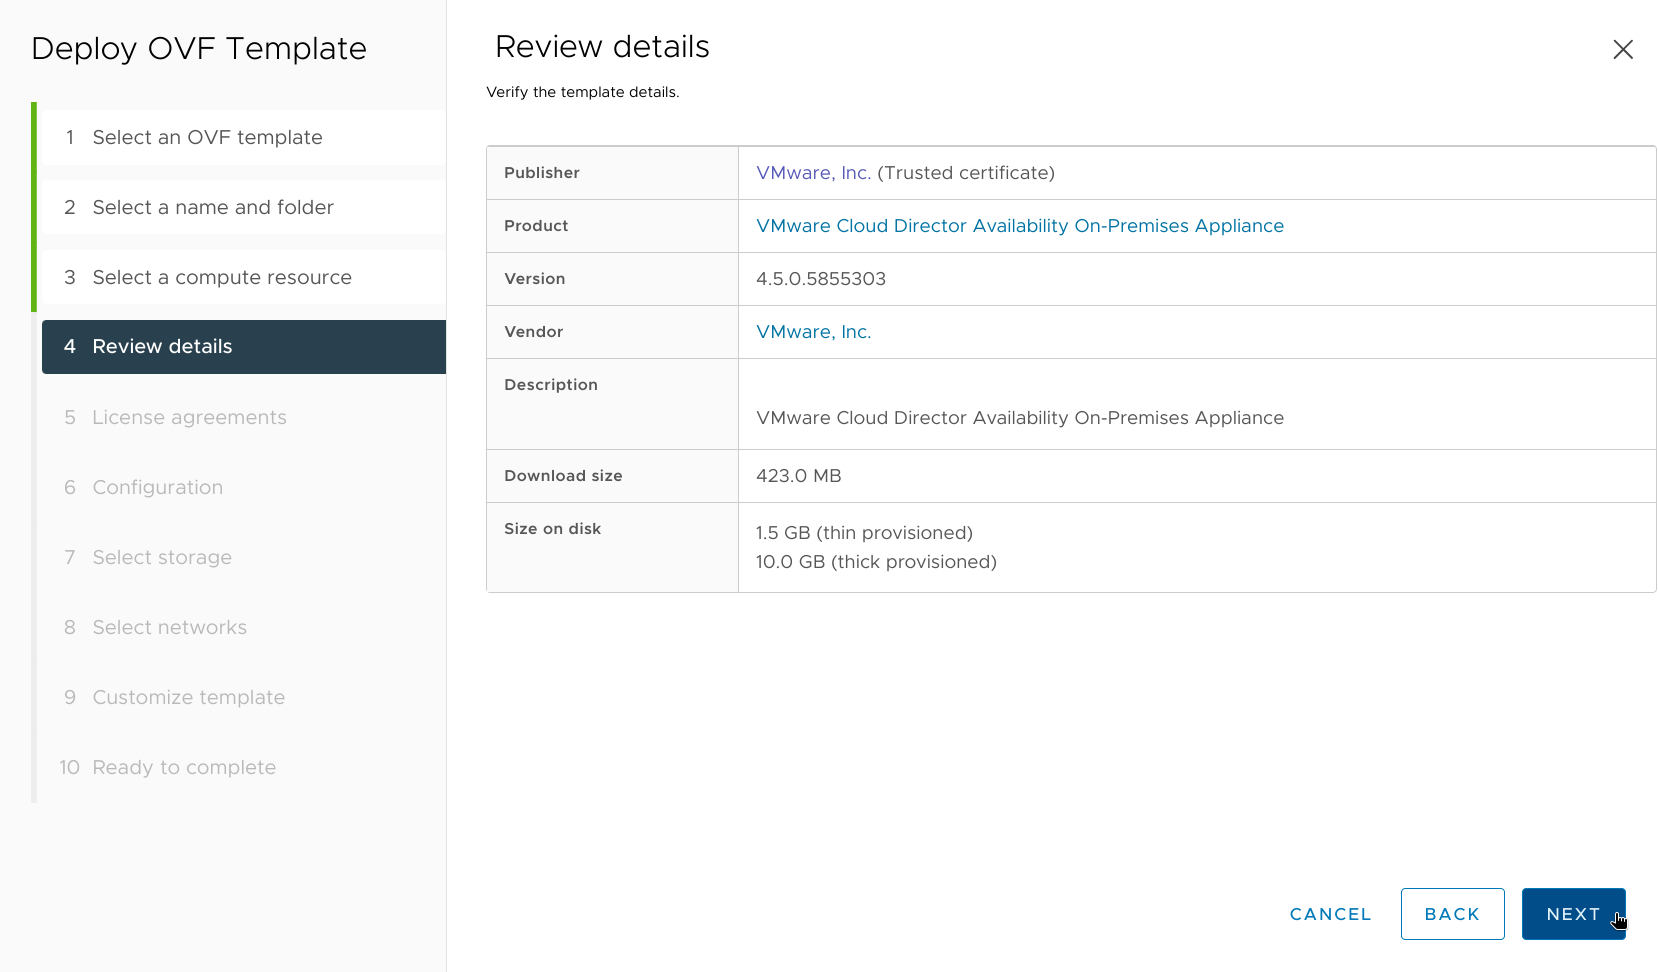 Deploy OVF Template
1 Select an OVF template
2 Select a name and folder
3 Select a compute resource
4 Review details
5 License agreements
6 Configuration
7 Select storage
8 Select networks
9 Customize template
10 Ready to complete
Review details
Verify the template details.
Publisher VMware, Inc. (Trusted certificate)
Product VMware Cloud Director Availability On-Premises Appliance
Version 4.5.0.5855303
Vendor VMware, Inc.
Description
VMware Cloud Director Availability On-Premises Appliance
Download size 423.0 MB
Size on disk 1.5 GB (thin provisioned)
10.0 GB (thick provisioned)
CANCEL BACK NEXT